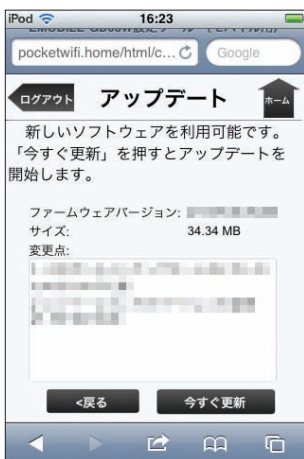 iPod
16:23
pocketwifi.home/html/c...
Google
ログアウト
アップデート
ホーム
新しいソフトウェアを利用可能です。
「今すぐ更新」を押すとアップデートを
開始します。
ファームウェアバージョン:
サイズ: 34.34 MB
変更点:
<戻る
今すぐ更新